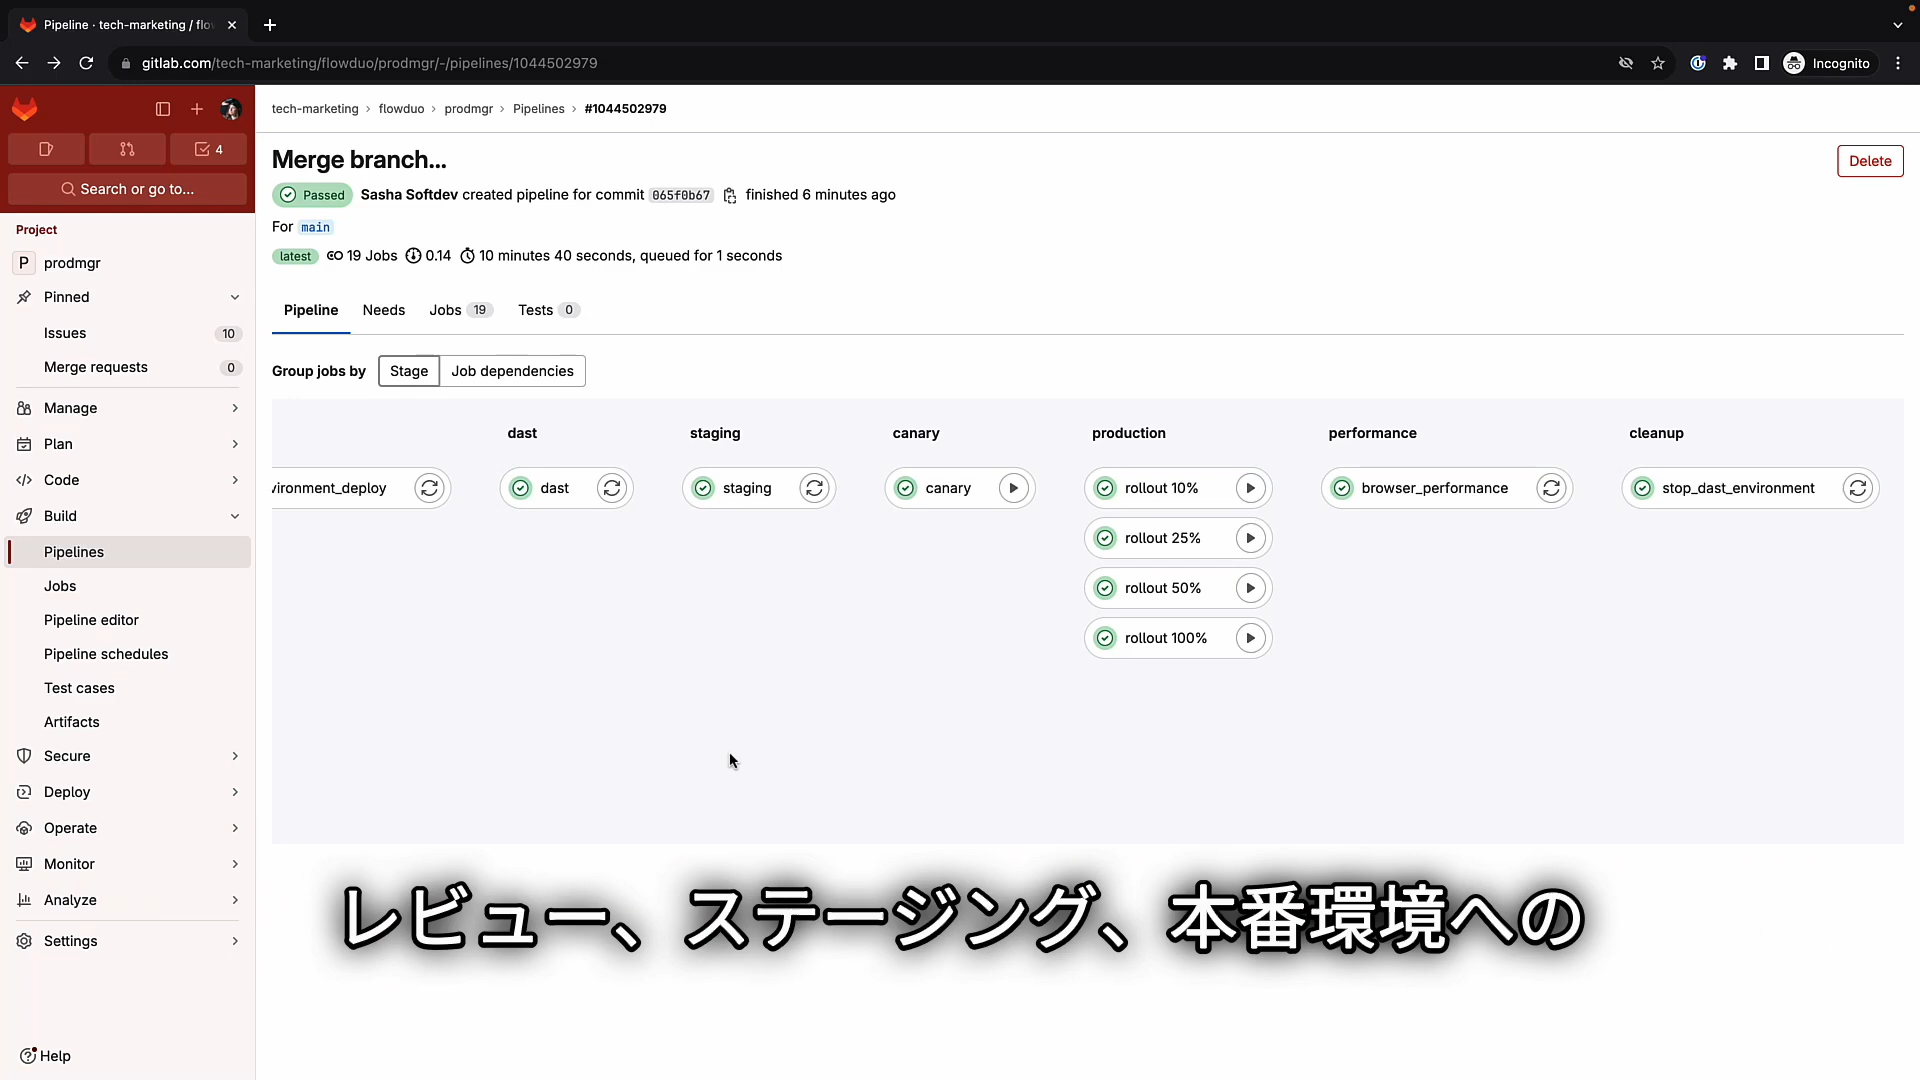 Pipeline · tech-marketing / flo
gitlab.com/tech-marketing/flowduo/prodmgr/-/pipelines/1044502979
Incognito
4
Search or go to...
Project
P prodmgr
Pinned
Issues 10
Merge requests 0
Manage
Plan
Code
Build
Pipelines
Jobs
Pipeline editor
Pipeline schedules
Test cases
Artifacts
Secure
Deploy
Operate
Monitor
Analyze
Settings
Help
tech-marketing › flowduo › prodmgr › Pipelines › #1044502979
Merge branch...
Delete
Passed Sasha Softdev created pipeline for commit 065f0b67 finished 6 minutes ago
For main
latest 19 Jobs 0.14 10 minutes 40 seconds, queued for 1 seconds
Pipeline Needs Jobs 19 Tests 0
Group jobs by Stage Job dependencies
dast staging canary production performance cleanup
vironment_deploy dast staging canary rollout 10% browser_performance stop_dast_environment
rollout 25%
rollout 50%
rollout 100%
レビュー、ステージング、本番環境への